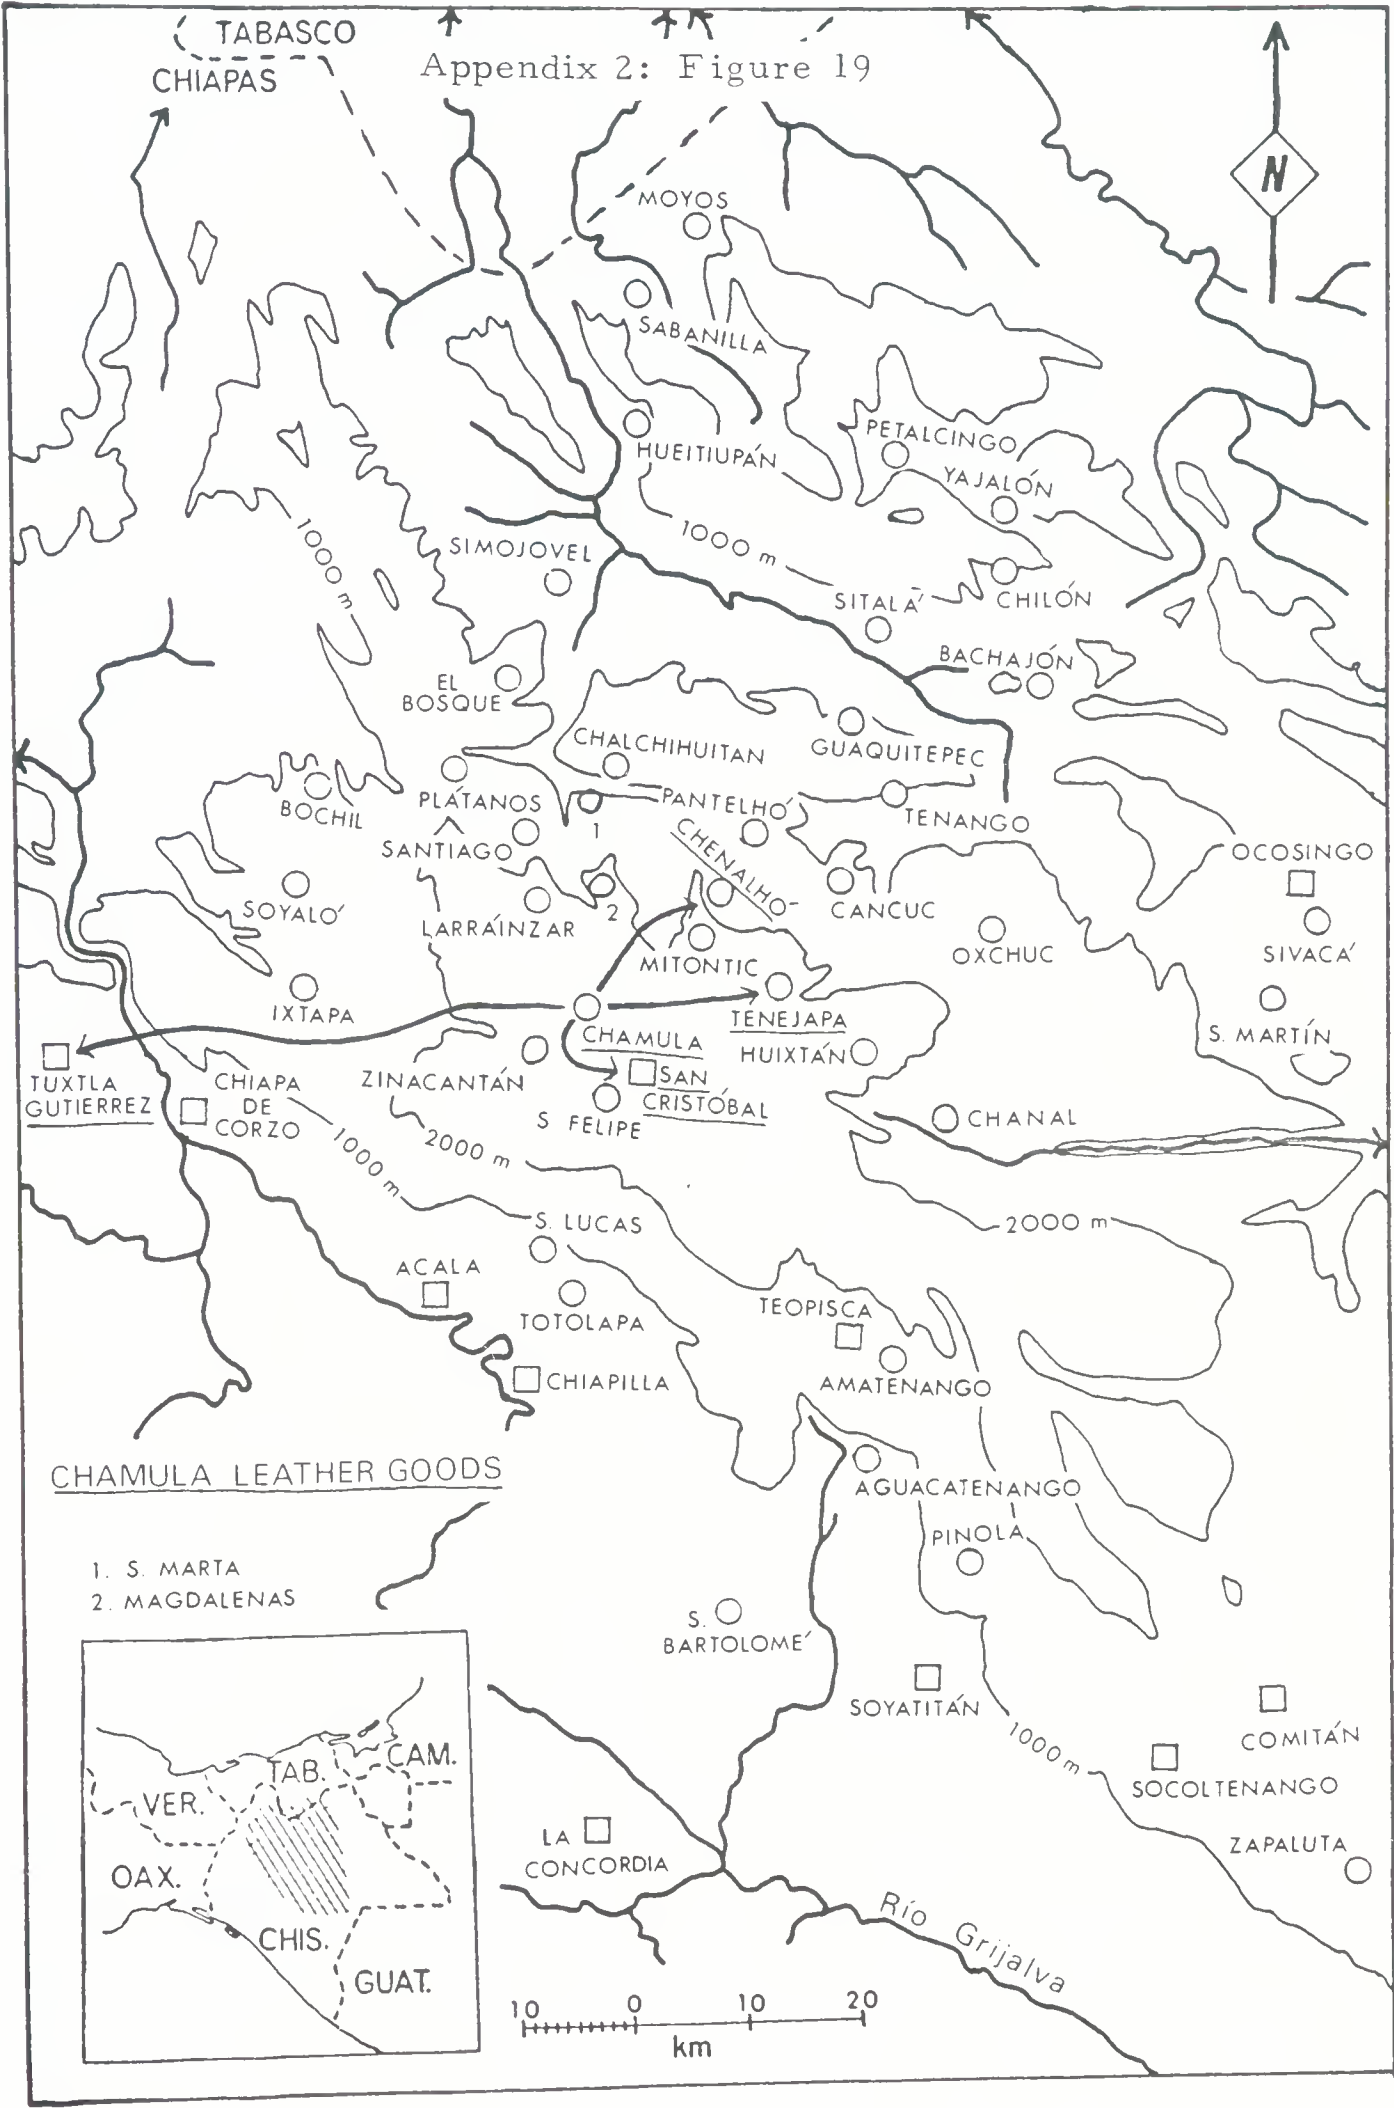 TABASCO
CHIAPAS
Appendix 2: Figure 19
N
MOYOS
SABANILLA
HUEITIUPÁN
PETALCINGO
YAJALÓN
1000 m
1000 m
SIMOJOVEL
SITALÁ
CHILÓN
BACHAJÓN
EL
BOSQUE
CHALCHIHUITAN
GUAQUITEPEC
BOCHIL
PLÁTANOS
1
PANTELHÓ
TENANGO
SANTIAGO
CHENALHÓ
OCOSINGO
SOYALÓ
LARRAÍNZAR
2
CANCUC
OXCHUC
SIVACÁ
MITONTIC
IXTAPA
TENEJAPA
CHAMULA
HUIXTÁN
S. MARTÍN
TUXTLA
GUTIERREZ
CHIAPA
DE
CORZO
ZINACANTÁN
SAN
CRISTÓBAL
S FELIPE
CHANAL
1000 m
2000 m
2000 m
S. LUCAS
ACALA
TOTOLAPA
TEOPISCA
CHIAPILLA
AMATENANGO
CHAMULA LEATHER GOODS
AGUACATENANGO
PINOLA
1. S. MARTA
2. MAGDALENAS
S.
BARTOLOMÉ
SOYATITÁN
1000 m
COMITÁN
SOCOLTENANGO
ZAPALUTA
LA
CONCORDIA
Río Grijalva
VER.
TAB.
CAM.
OAX.
CHIS.
GUAT.
10 0 10 20
km